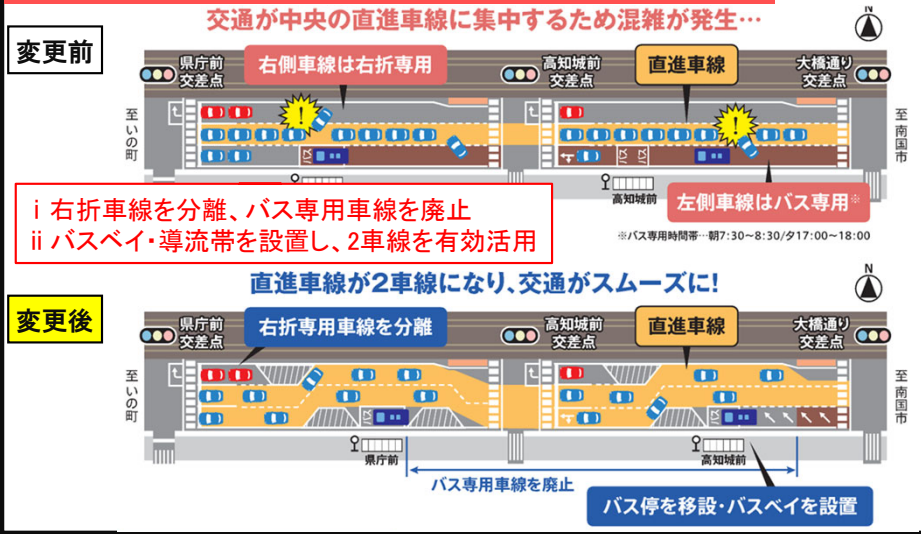 交通が中央の直進車線に集中するため混雑が発生…
N
変更前
県庁前
交差点
右側車線は右折専用
高知城前
交差点
直進車線
大橋通り
交差点
至いの町
至南国市
バス
バス
バス
高知城前
左側車線はバス専用※
※バス専用時間帯…朝7:30～8:30/夕17:00～18:00
ⅰ 右折車線を分離、バス専用車線を廃止
ⅱ バスベイ・導流帯を設置し、2車線を有効活用
直進車線が2車線になり、交通がスムーズに!
N
変更後
県庁前
交差点
右折専用車線を分離
高知城前
交差点
直進車線
大橋通り
交差点
至いの町
至南国市
バス
バス
県庁前
高知城前
バス専用車線を廃止
バス停を移設・バスベイを設置